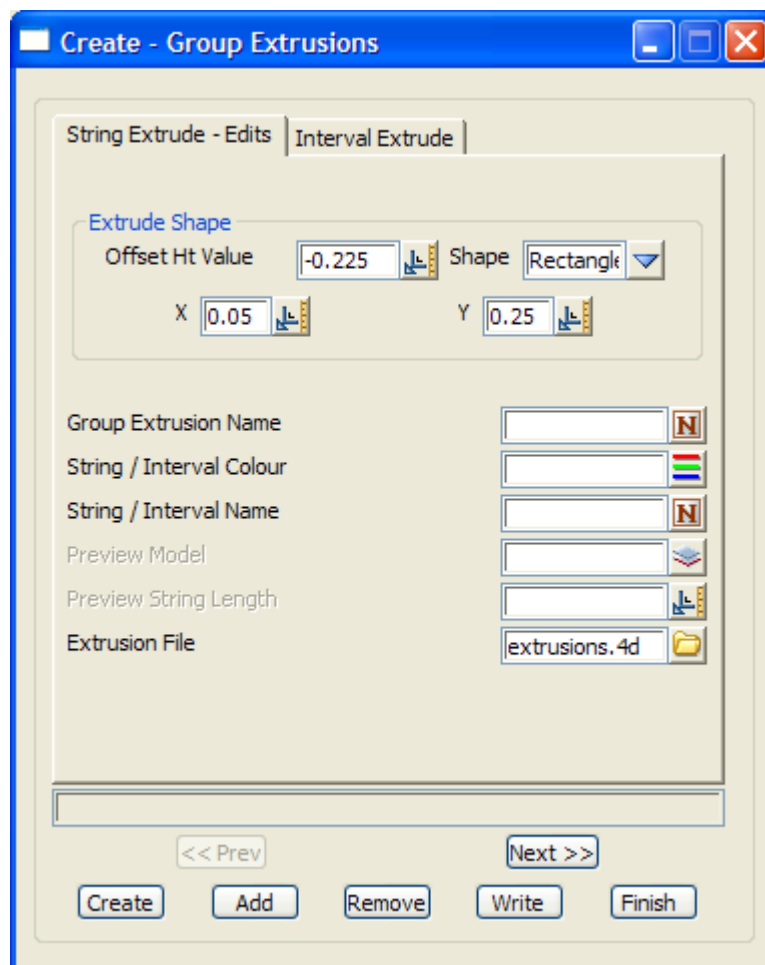 Create - Group Extrusions
String Extrude - Edits Interval Extrude
Extrude Shape
Offset Ht Value -0.225 Shape Rectangle
X 0.05 Y 0.25
Group Extrusion Name N
String / Interval Colour
String / Interval Name N
Preview Model
Preview String Length
Extrusion File extrusions.4d
<< Prev Next >>
Create Add Remove Write Finish